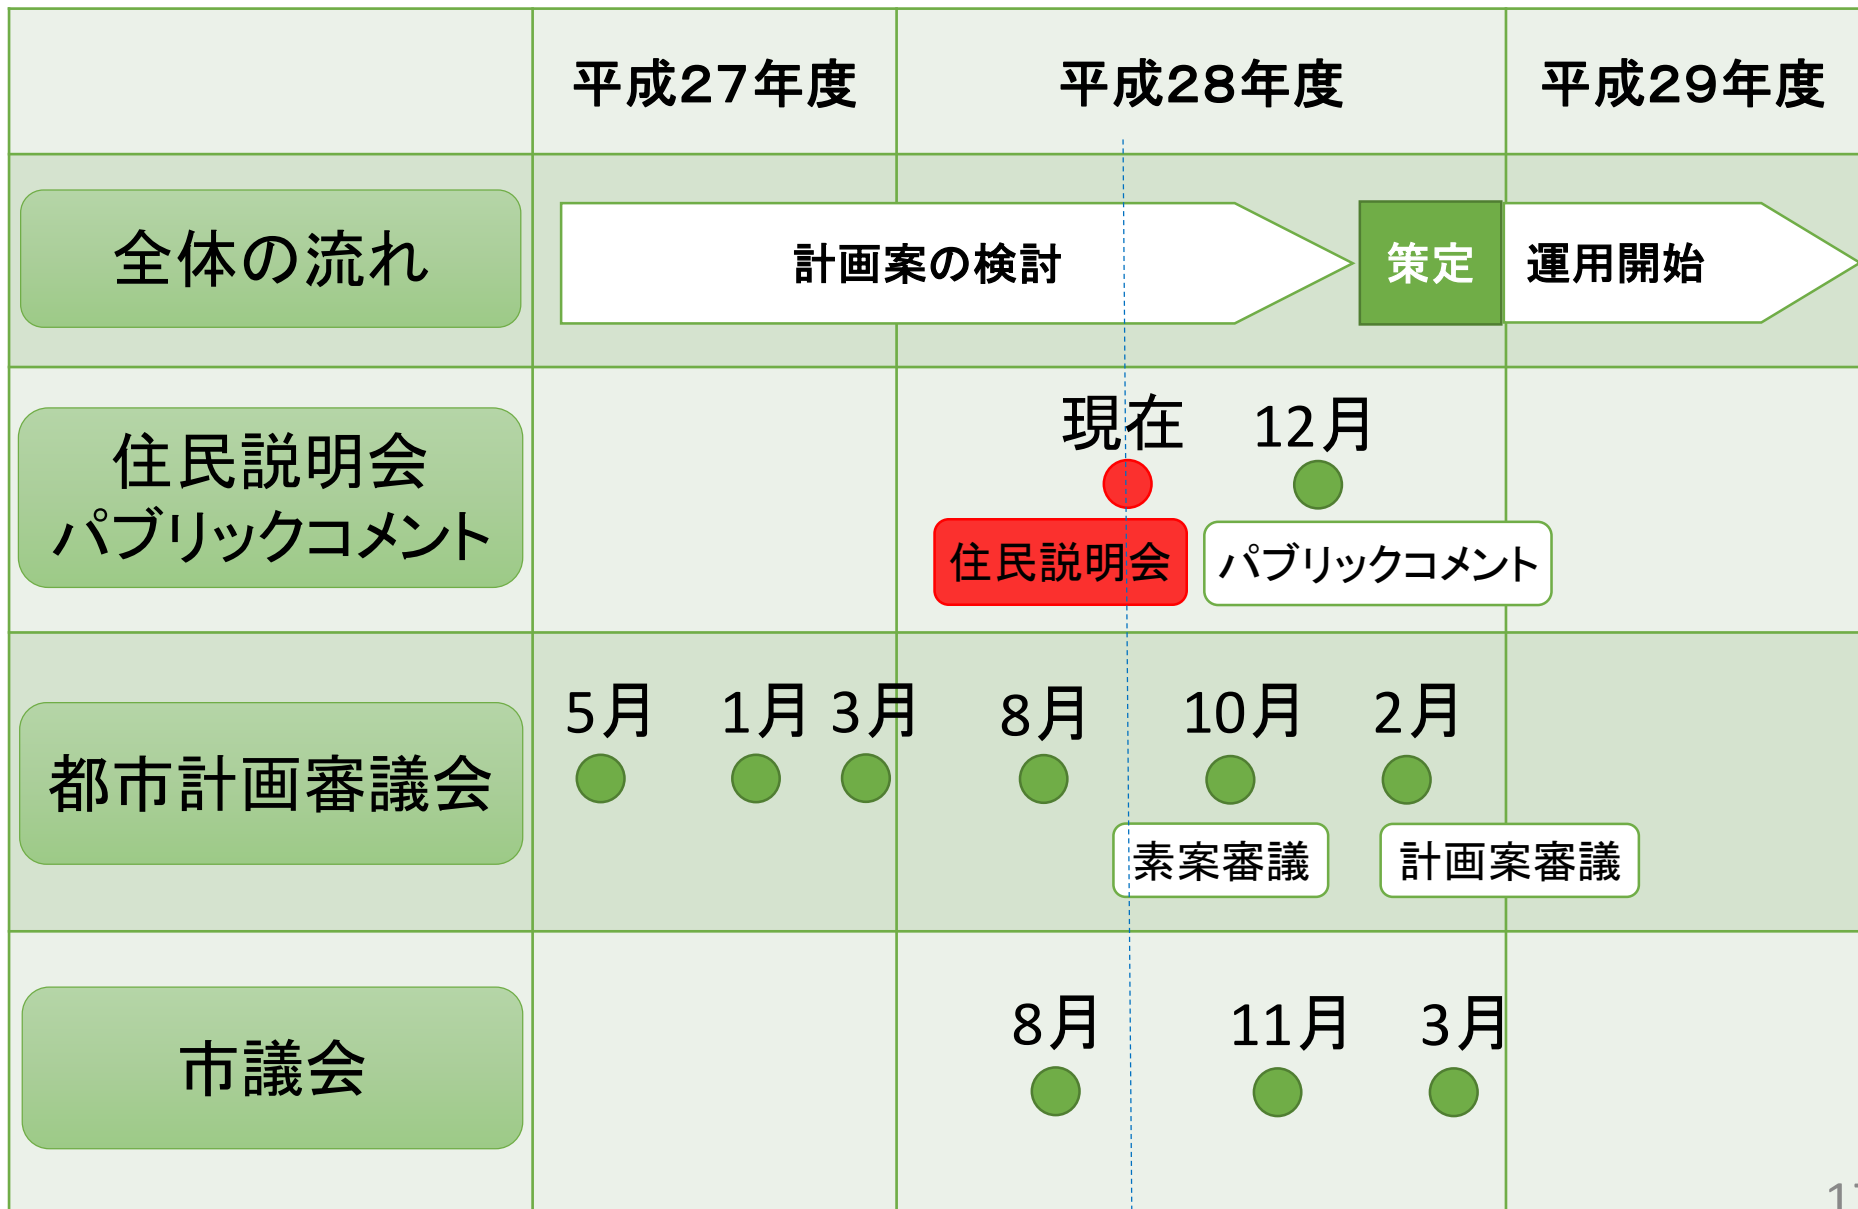 平成27年度
平成28年度
平成29年度
全体の流れ
計画案の検討
策定
運用開始
住民説明会
パブリックコメント
現在
12月
住民説明会
パブリックコメント
都市計画審議会
5月
1月
3月
8月
10月
2月
素案審議
計画案審議
市議会
8月
11月
3月